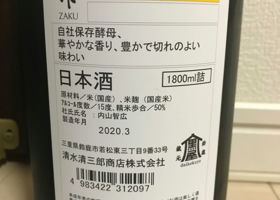 ZAKU
自社保存酵母、
華やかな香り、豊かで切れのよい
味わい
日本酒
1800ml詰
原材料/米(国産)、米麹(国産米)
アルコール度数/15度、精米歩合/50%
杜氏氏名:内山智広
製造年月
2020.3
三重県鈴鹿市若松東三丁目9番33号
清水清三郎商店株式会社
蔵元
4 983422 312097